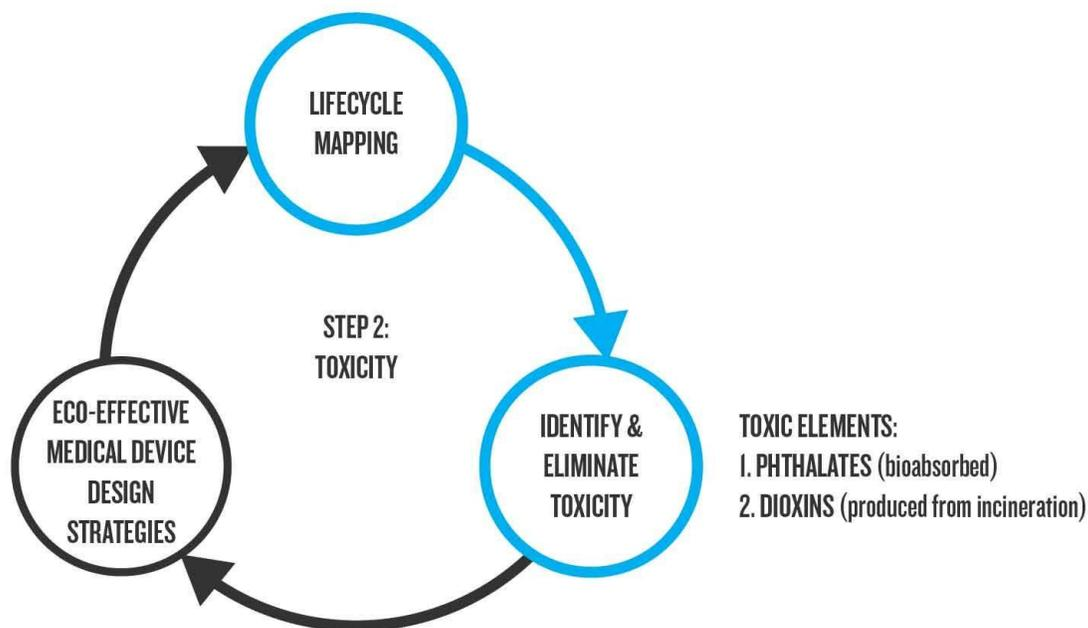 LIFECYCLE
MAPPING
STEP 2:
TOXICITY
ECO-EFFECTIVE
MEDICAL DEVICE
DESIGN
STRATEGIES
IDENTIFY &
ELIMINATE
TOXICITY
TOXIC ELEMENTS:
1. PHTHALATES (bioabsorbed)
2. DIOXINS (produced from incineration)